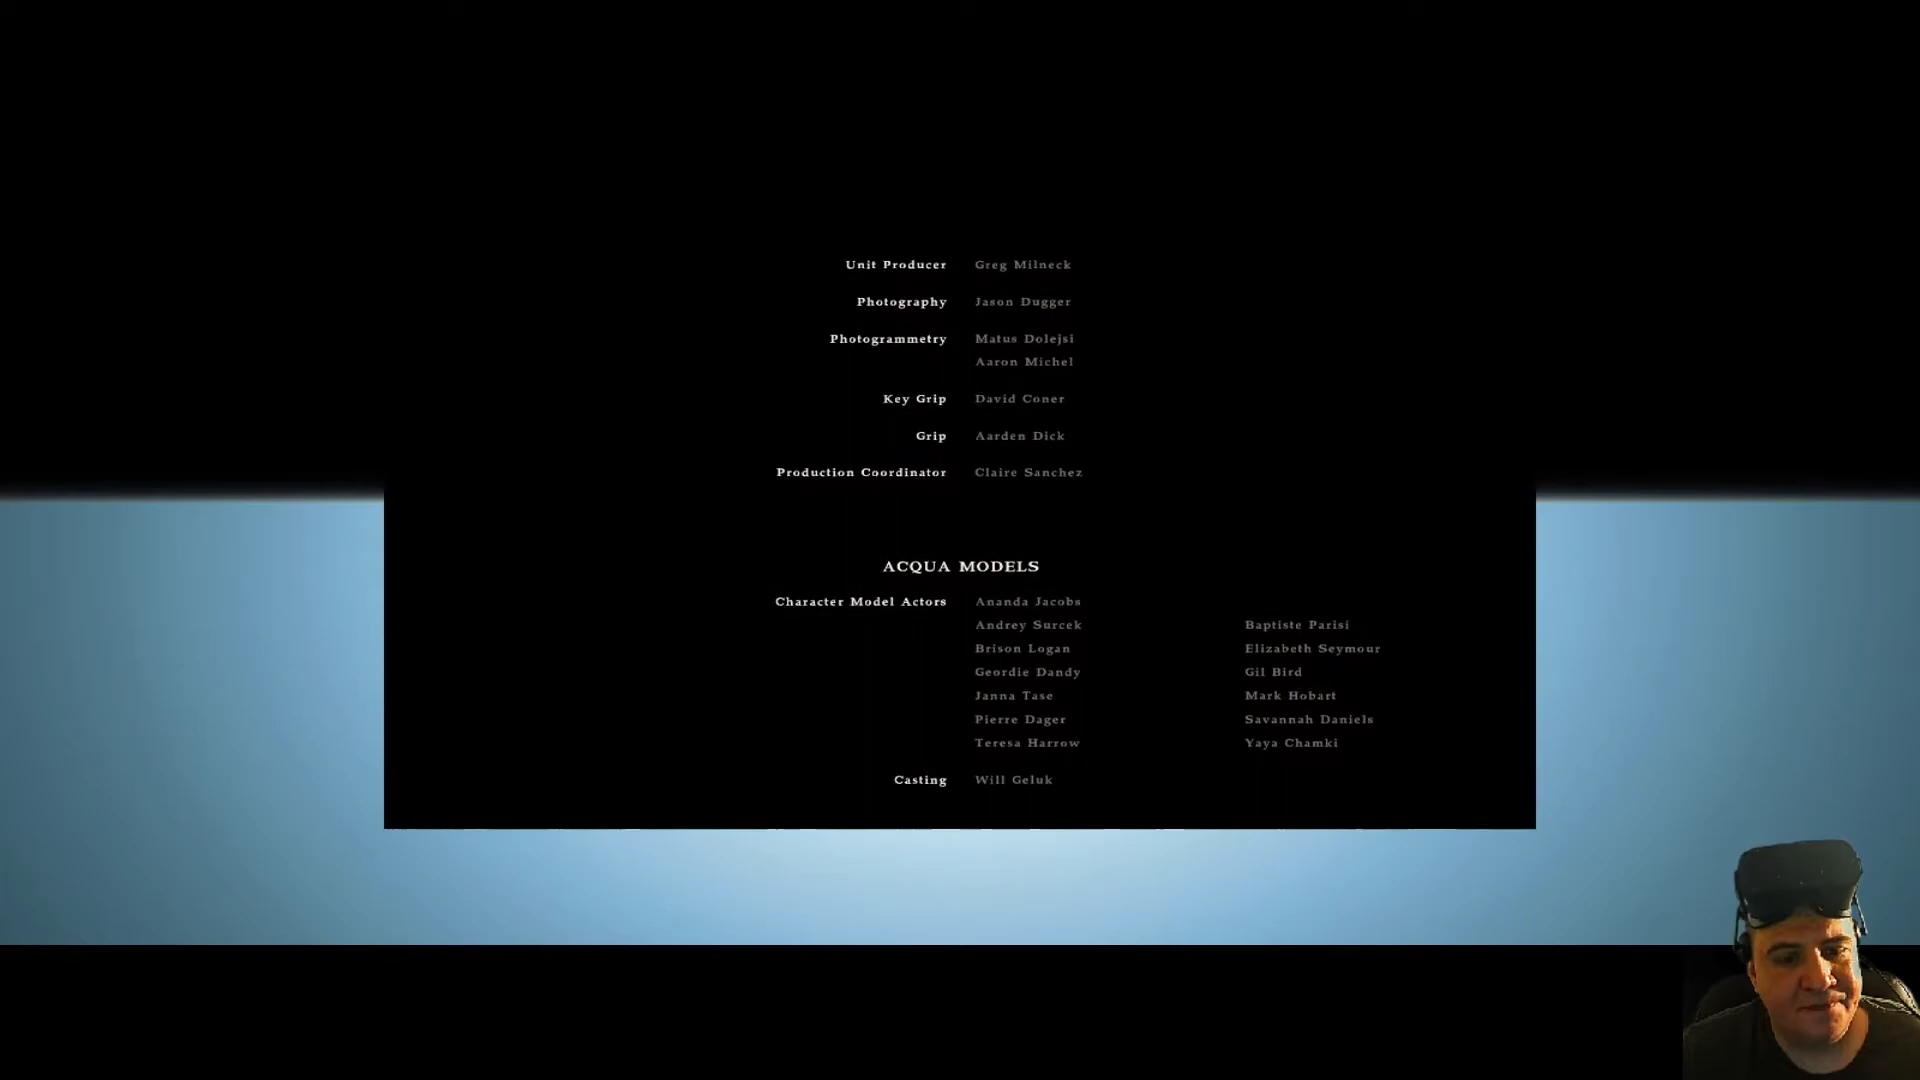 Unit Producer Greg Milneck
Photography Jason Dugger
Photogrammetry Matus Dolejsi
Aaron Michel
Key Grip David Coner
Grip Aarden Dick
Production Coordinator Claire Sanchez
ACQUA MODELS
Character Model Actors Ananda Jacobs
Andrey Surcek Baptiste Parisi
Brison Logan Elizabeth Seymour
Geordie Dandy Gil Bird
Janna Tase Mark Hobart
Pierre Dager Savannah Daniels
Teresa Harrow Yaya Chamki
Casting Will Geluk